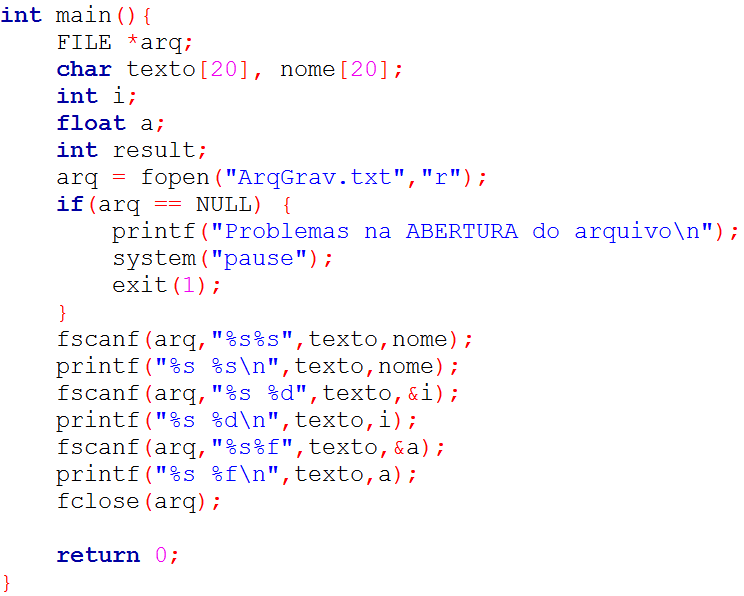 int main(){
    FILE *arq;
    char texto[20], nome[20];
    int i;
    float a;
    int result;
    arq = fopen("ArqGrav.txt","r");
    if(arq == NULL) {
        printf("Problemas na ABERTURA do arquivo\n");
        system("pause");
        exit(1);
    }
    fscanf(arq,"%s%s",texto,nome);
    printf("%s %s\n",texto,nome);
    fscanf(arq,"%s %d",texto,&i);
    printf("%s %d\n",texto,i);
    fscanf(arq,"%s%f",texto,&a);
    printf("%s %f\n",texto,a);
    fclose(arq);

    return 0;
}